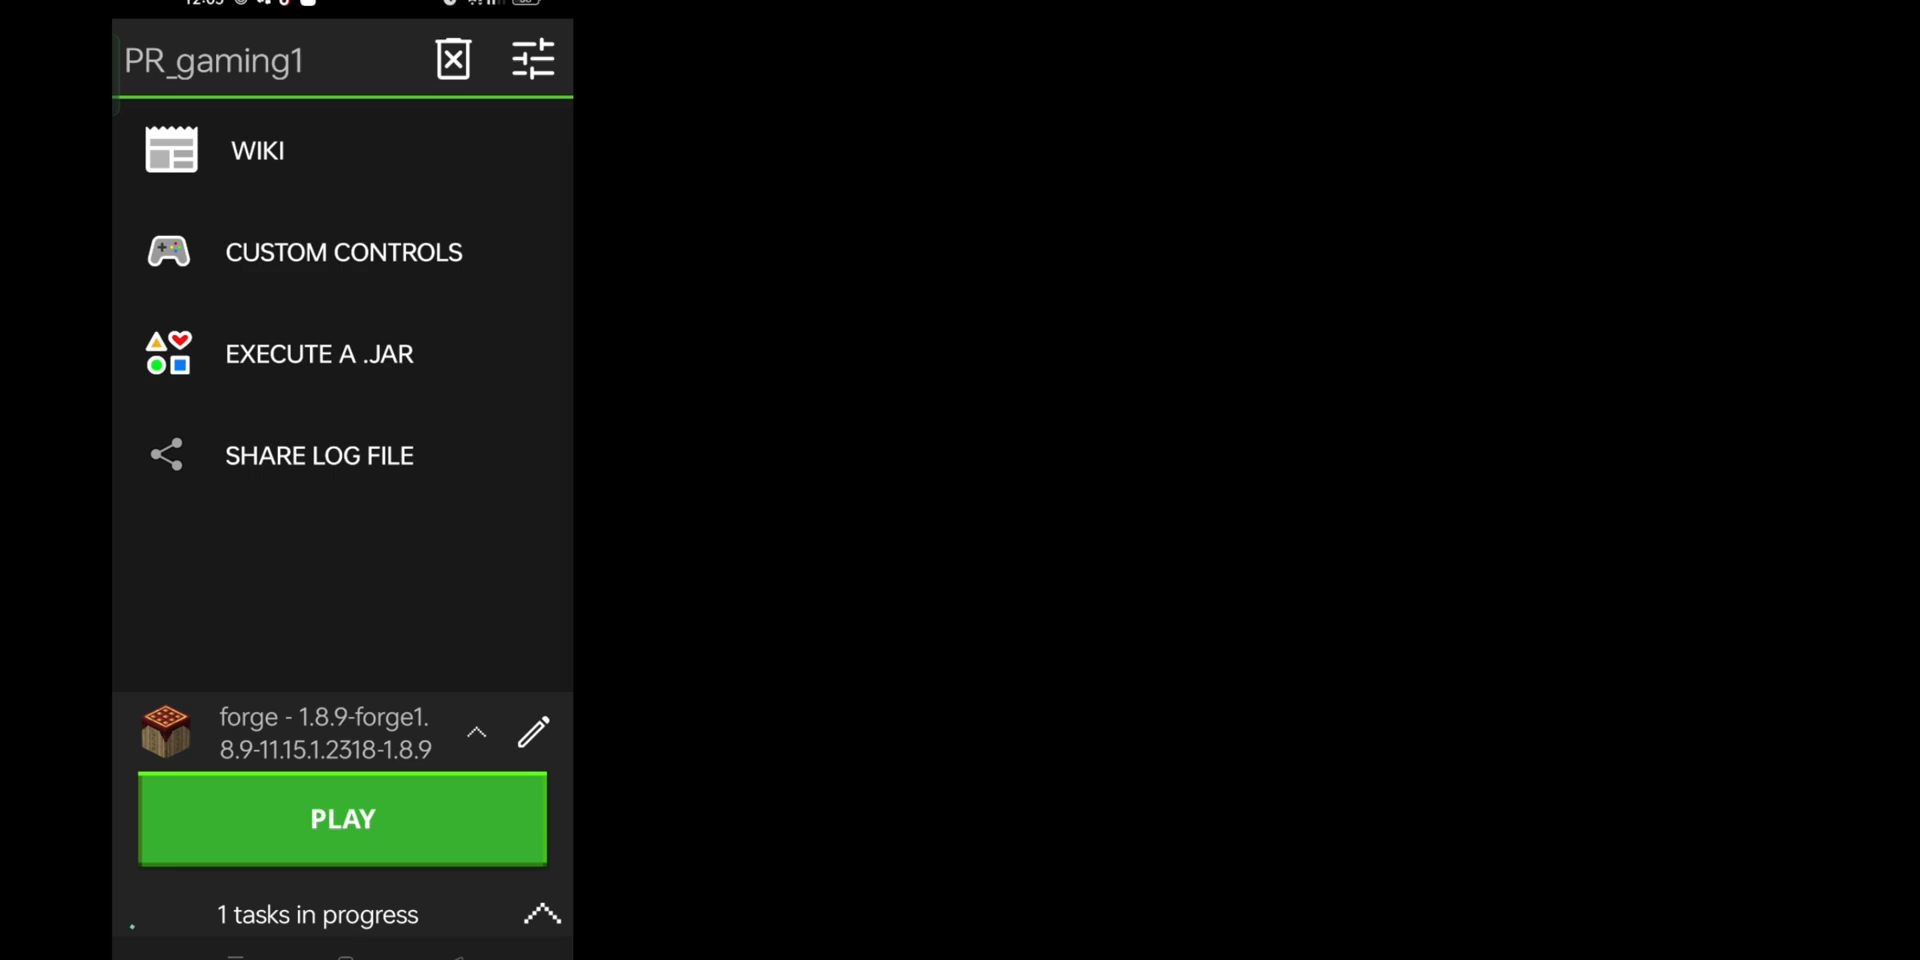 PR_gaming1
WIKI
CUSTOM CONTROLS
EXECUTE A .JAR
SHARE LOG FILE
forge - 1.8.9-forge1.
8.9-11.15.1.2318-1.8.9
PLAY
1 tasks in progress